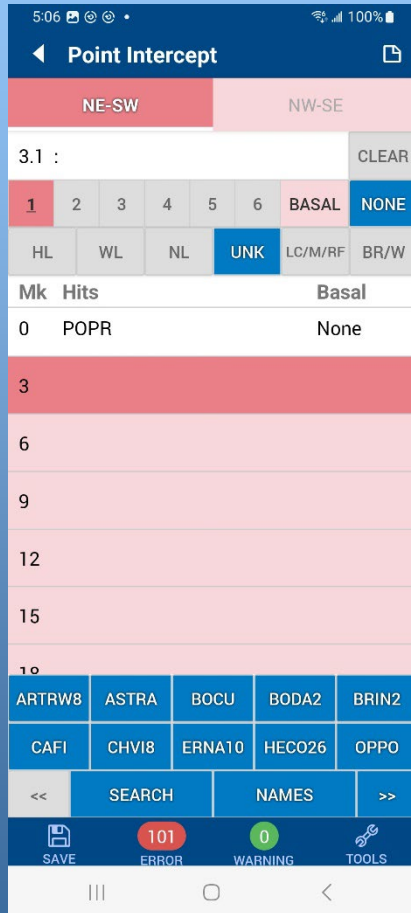 5:06 100%
Point Intercept
NE-SW NW-SE
3.1 : CLEAR
1 2 3 4 5 6 BASAL NONE
HL WL NL UNK LC/M/RF BR/W
Mk Hits Basal
0 POPR None
3
6
9
12
15
18
ARTRW8 ASTRA BOCU BODA2 BRIN2
CAFI CHVI8 ERNA10 HECO26 OPPO
<< SEARCH NAMES >>
101 0
SAVE ERROR WARNING TOOLS